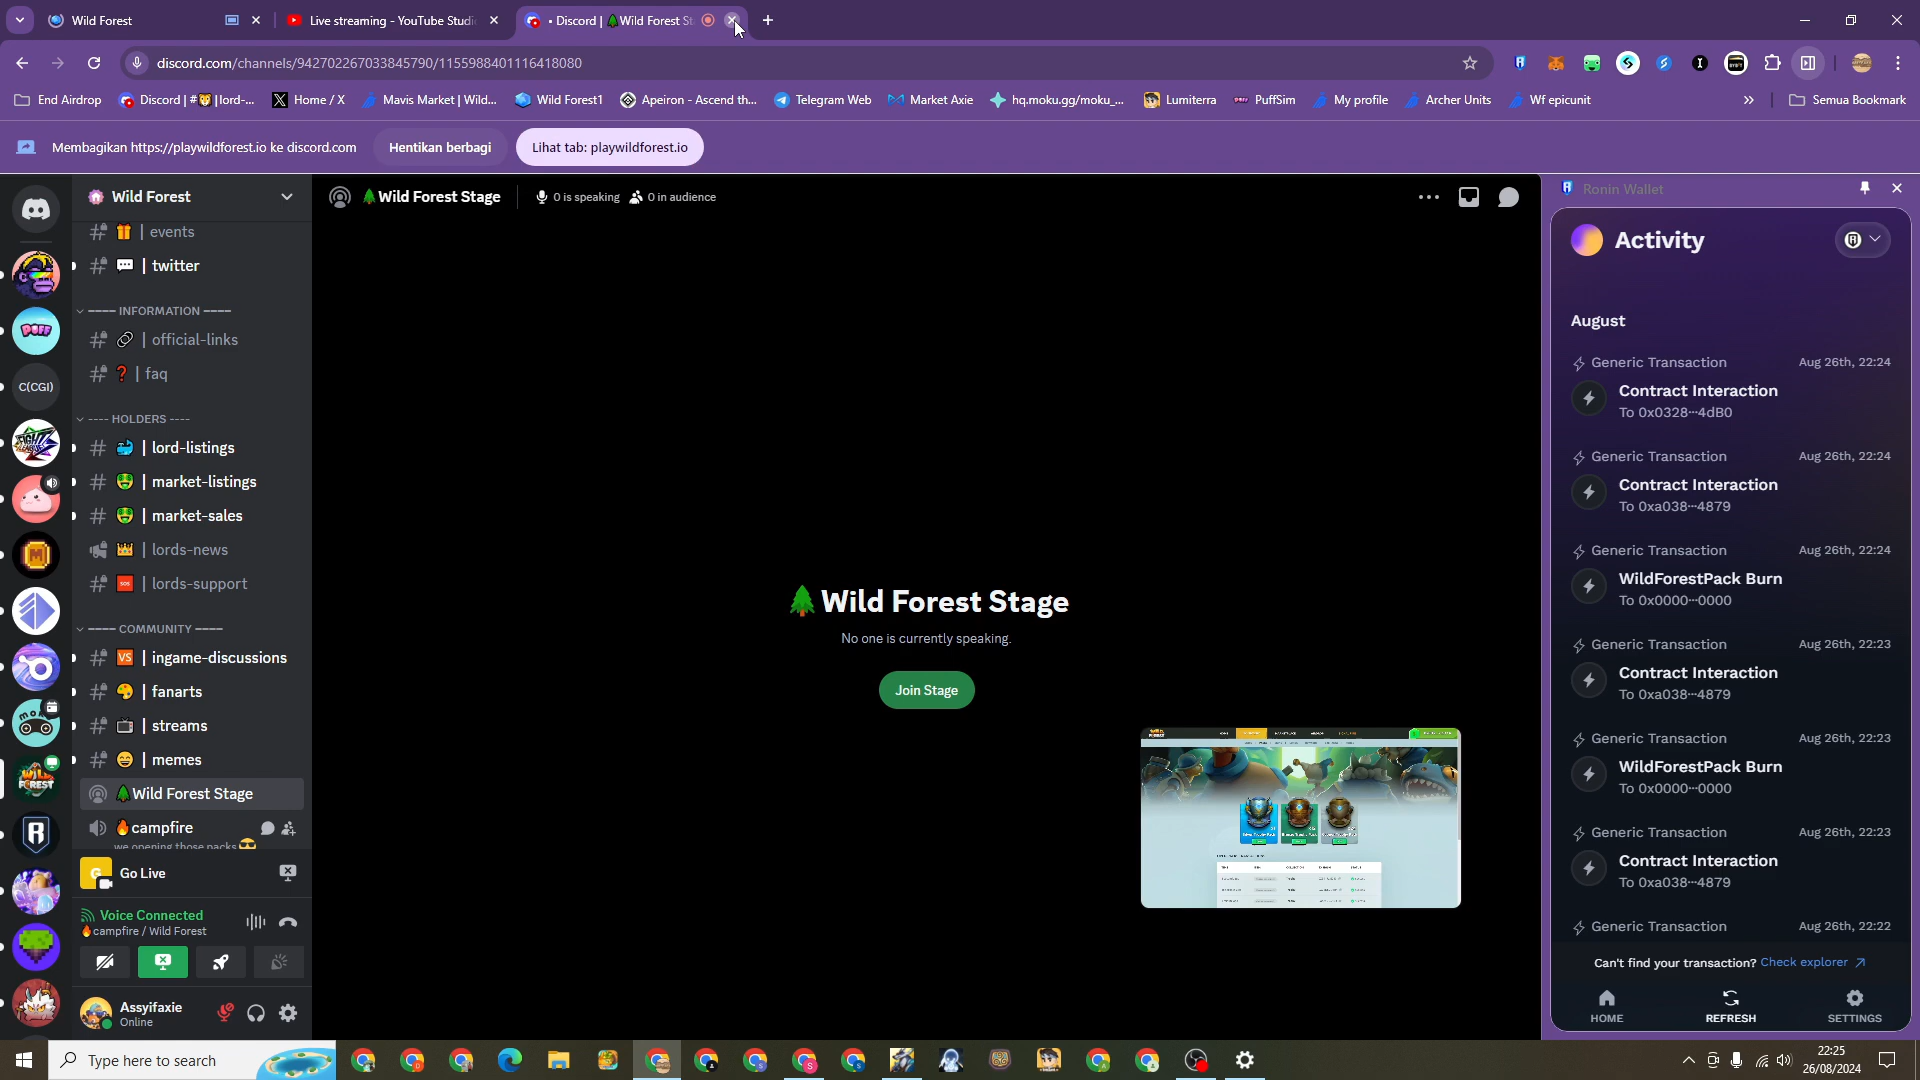 Wild Forest
Live streaming - YouTube Studi
• Discord | 🌲Wild Forest St
discord.com/channels/942702267033845790/1155988401116418080
End Airdrop
Discord | #🦁|lord-...
Home / X
Mavis Market | Wild...
Wild Forest1
Apeiron - Ascend th...
Telegram Web
Market Axie
hq.moku.gg/moku_...
Lumiterra
PuffSim
My profile
Archer Units
Wf epicunit
Semua Bookmark
Membagikan https://playwildforest.io ke discord.com
Hentikan berbagi
Lihat tab: playwildforest.io
Wild Forest
🌲Wild Forest Stage
0 is speaking
0 in audience
| events
| twitter
---- INFORMATION ----
| official-links
| faq
---- HOLDERS ----
| lord-listings
| market-listings
| market-sales
| lords-news
| lords-support
---- COMMUNITY ----
| ingame-discussions
| fanarts
| streams
| memes
🌲Wild Forest Stage
🔥campfire
we opening those packs😎
Go Live
Voice Connected
🔥campfire / Wild Forest
Assyifaxie
Online
C(CGI)
🌲Wild Forest Stage
No one is currently speaking.
Join Stage
Ronin Wallet
Activity
August
Generic Transaction Aug 26th, 22:24
Contract Interaction
To 0x0328···4dB0
Generic Transaction Aug 26th, 22:24
Contract Interaction
To 0xa038···4879
Generic Transaction Aug 26th, 22:24
WildForestPack Burn
To 0x0000···0000
Generic Transaction Aug 26th, 22:23
Contract Interaction
To 0xa038···4879
Generic Transaction Aug 26th, 22:23
WildForestPack Burn
To 0x0000···0000
Generic Transaction Aug 26th, 22:23
Contract Interaction
To 0xa038···4879
Generic Transaction Aug 26th, 22:22
Can't find your transaction? Check explorer
HOME
REFRESH
SETTINGS
Type here to search
22:25
26/08/2024